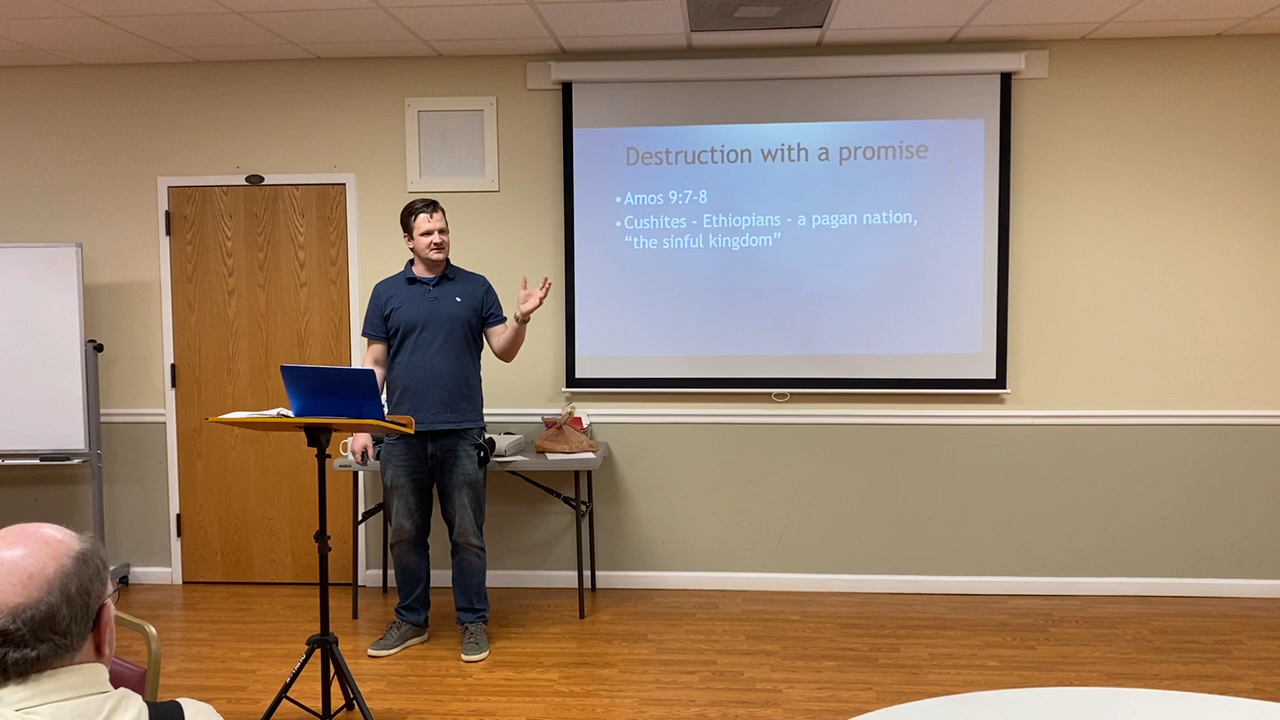 Destruction with a promise
• Amos 9:7-8
• Cushites - Ethiopians - a pagan nation,
“the sinful kingdom”